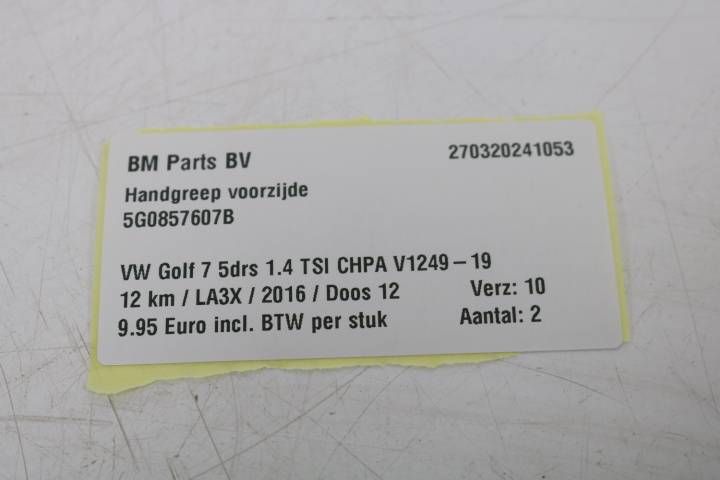 BM Parts BV 270320241053
Handgreep voorzijde
5G0857607B
VW Golf 7 5drs 1.4 TSI CHPA V1249-19
12 km / LA3X / 2016 / Doos 12 Verz: 10
9.95 Euro incl. BTW per stuk Aantal: 2